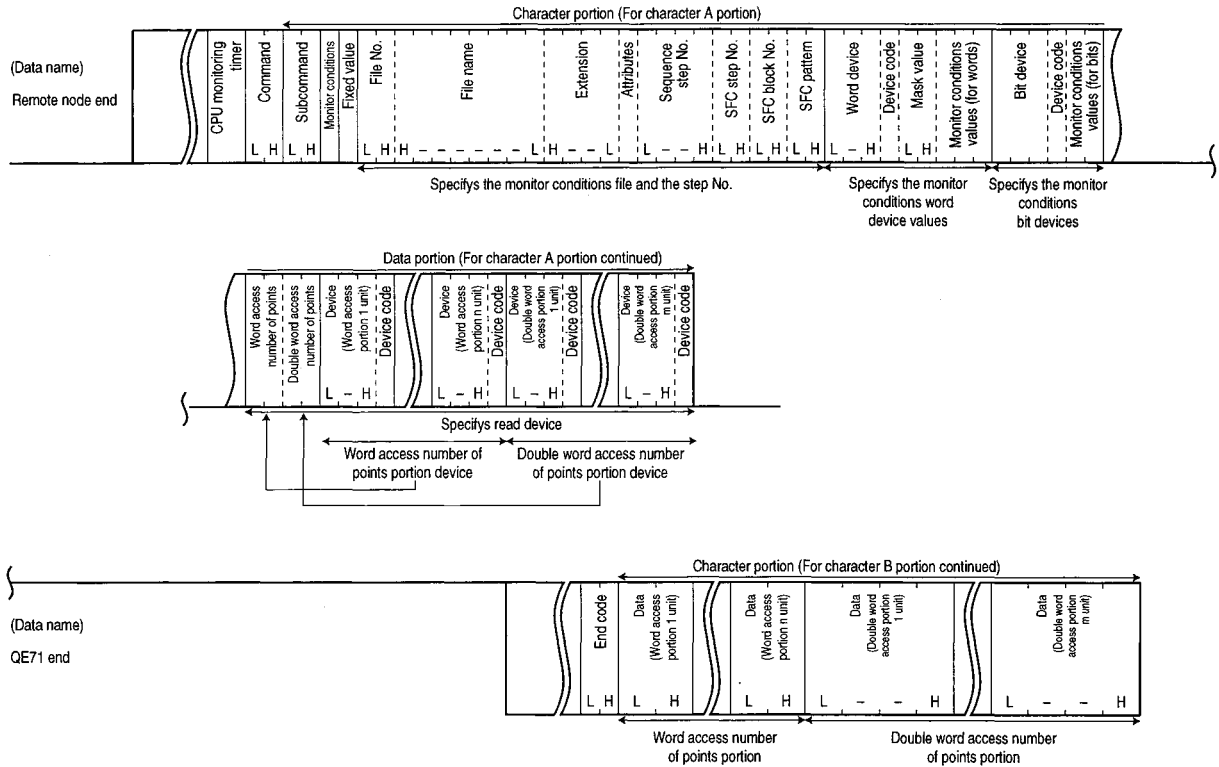 Character portion (For character A portion)
(Data name)
Remote node end
CPU monitoring
timer
Command
Subcommand
Monitor conditions
Fixed value
File No.
File name
Extension
Attributes
Sequence
step No.
SFC step No.
SFC block No.
SFC pattern
Word device
Device code
Mask value
Monitor conditions
values (for words)
Bit device
Device code
Monitor conditions
values (for bits)
L H L H L H H - - - - - - L H - - L L - - H L H L H L H L - H L H
Specifys the monitor conditions file and the step No.
Specifys the monitor
conditions word
device values
Specifys the monitor
conditions
bit devices
Data portion (For character A portion continued)
Word access
number of points
Double word access
number of points
Device
(Word access
portion 1 unit)
Device code
Device
(Word access
portion n unit)
Device code
Device
(Double word
access portion
1 unit)
Device code
Device
(Double word
access portion
m unit)
Device code
L - H L - H L - H L - H
Specifys read device
Word access number of
points portion device
Double word access number
of points portion device
Character portion (For character B portion continued)
(Data name)
QE71 end
End code
Data
(Word access
portion 1 unit)
Data
(Word access
portion n unit)
Data
(Double word
access portion
1 unit)
Data
(Double word
access portion
m unit)
L H L H L H L - - H L - - H
Word access number
of points portion
Double word access number
of points portion